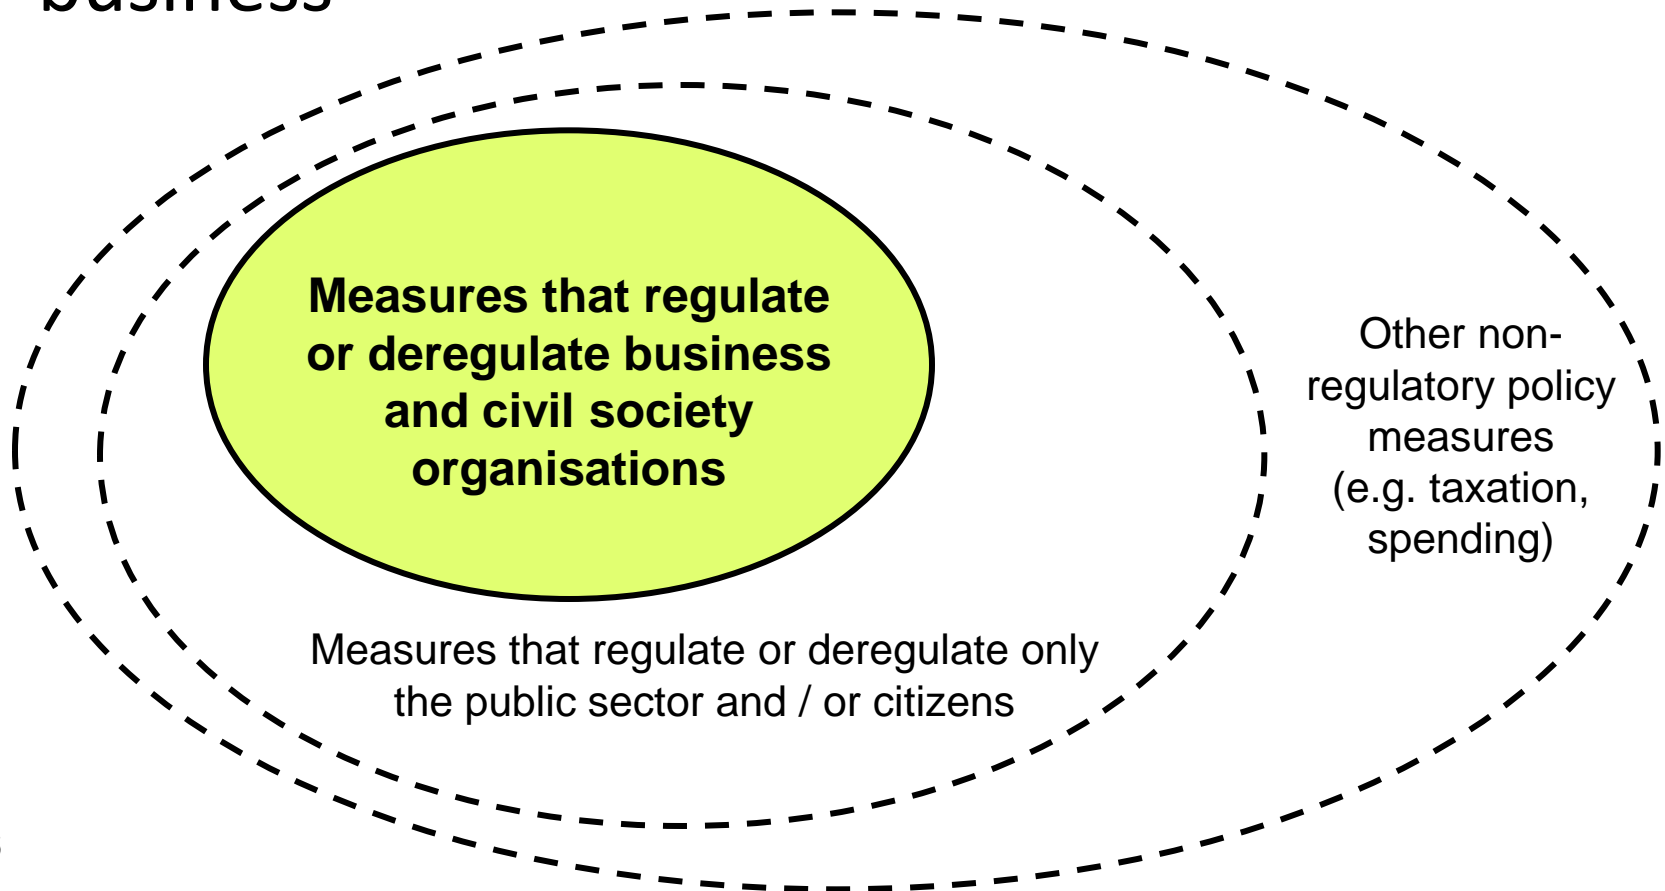 business
Measures that regulate
or deregulate business
and civil society
organisations
Other non-
regulatory policy
measures
(e.g. taxation,
spending)
Measures that regulate or deregulate only
the public sector and / or citizens
s